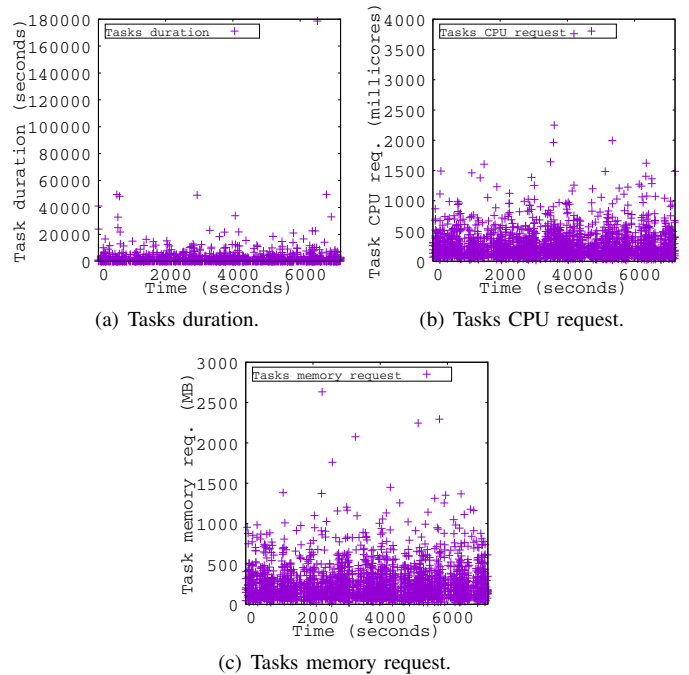 180000
160000
140000
120000
100000
80000
60000
40000
20000
0
Task duration (seconds)
Tasks duration
0 2000 4000 6000
Time (seconds)
(a) Tasks duration.
4000
3500
3000
2500
2000
1500
1000
500
0
Task CPU req. (millicores)
Tasks CPU request
0 2000 4000 6000
Time (seconds)
(b) Tasks CPU request.
3000
2500
2000
1500
1000
500
0
Task memory req. (MB)
Tasks memory request
0 2000 4000 6000
Time (seconds)
(c) Tasks memory request.